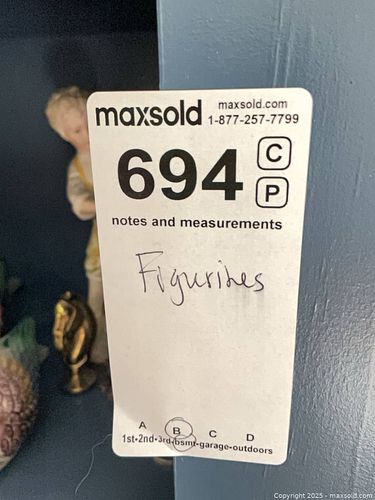 maxsold maxsold.com
1-877-257-7799
694 C
P
notes and measurements
Figurines
A B C D
1st•2nd•3rd•bsmt•garage•outdoors
© Copyright 2025 - maxsold.com